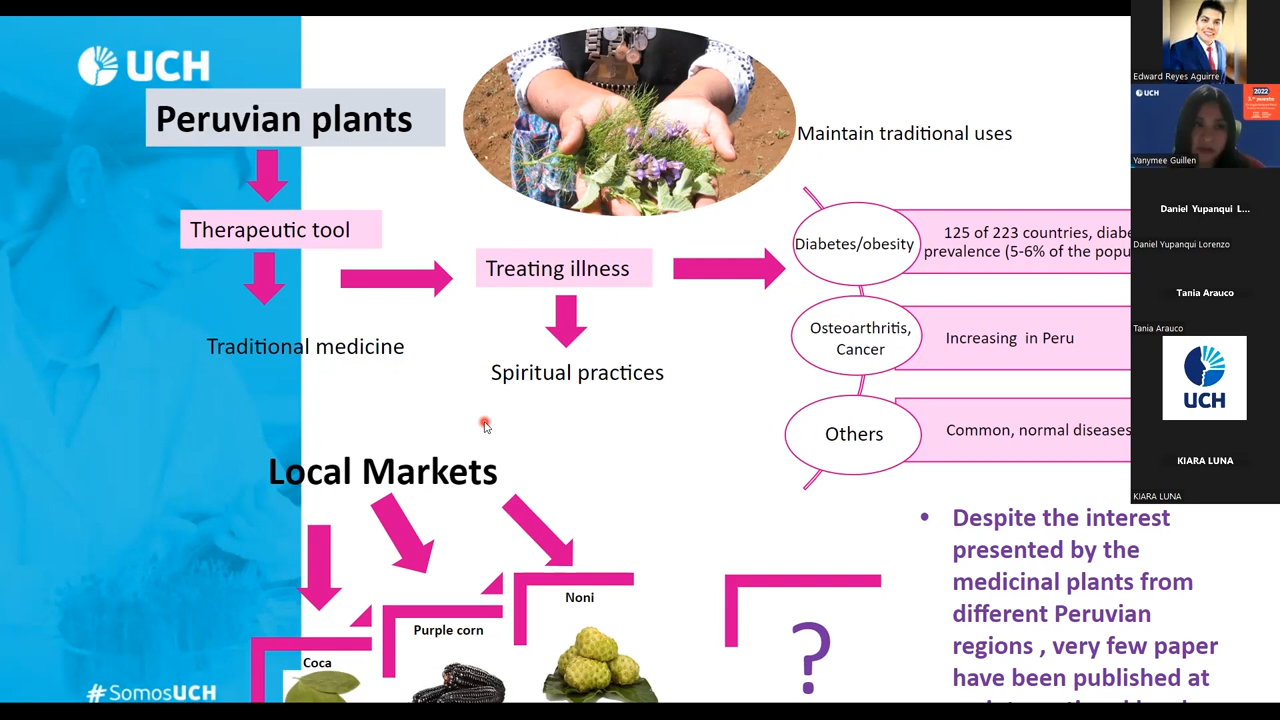 UCH
Peruvian plants
Therapeutic tool
Traditional medicine
Treating illness
Spiritual practices
Maintain traditional uses
Diabetes/obesity
125 of 223 countries,
prevalence (5-6% of the
Osteoarthritis,
Cancer
Increasing in Peru
Others
Common, normal diseases
Local Markets
Coca
Purple corn
Noni
?
• Despite the interest
presented by the
medicinal plants from
different Peruvian
regions , very few paper
have been published at
#SomosUCH
Edward Reyes Aguirre
UCH
2022
Yanymee Guillen
Daniel Yupanqui L...
Daniel Yupanqui Lorenzo
Tania Arauco
Tania Arauco
UCH
KIARA LUNA
KIARA LUNA